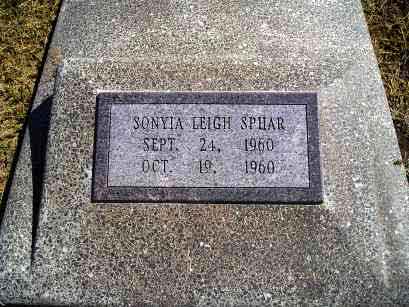 SONYIA LEIGH SPHAR
SEPT. 24, 1960
OCT. 19, 1960